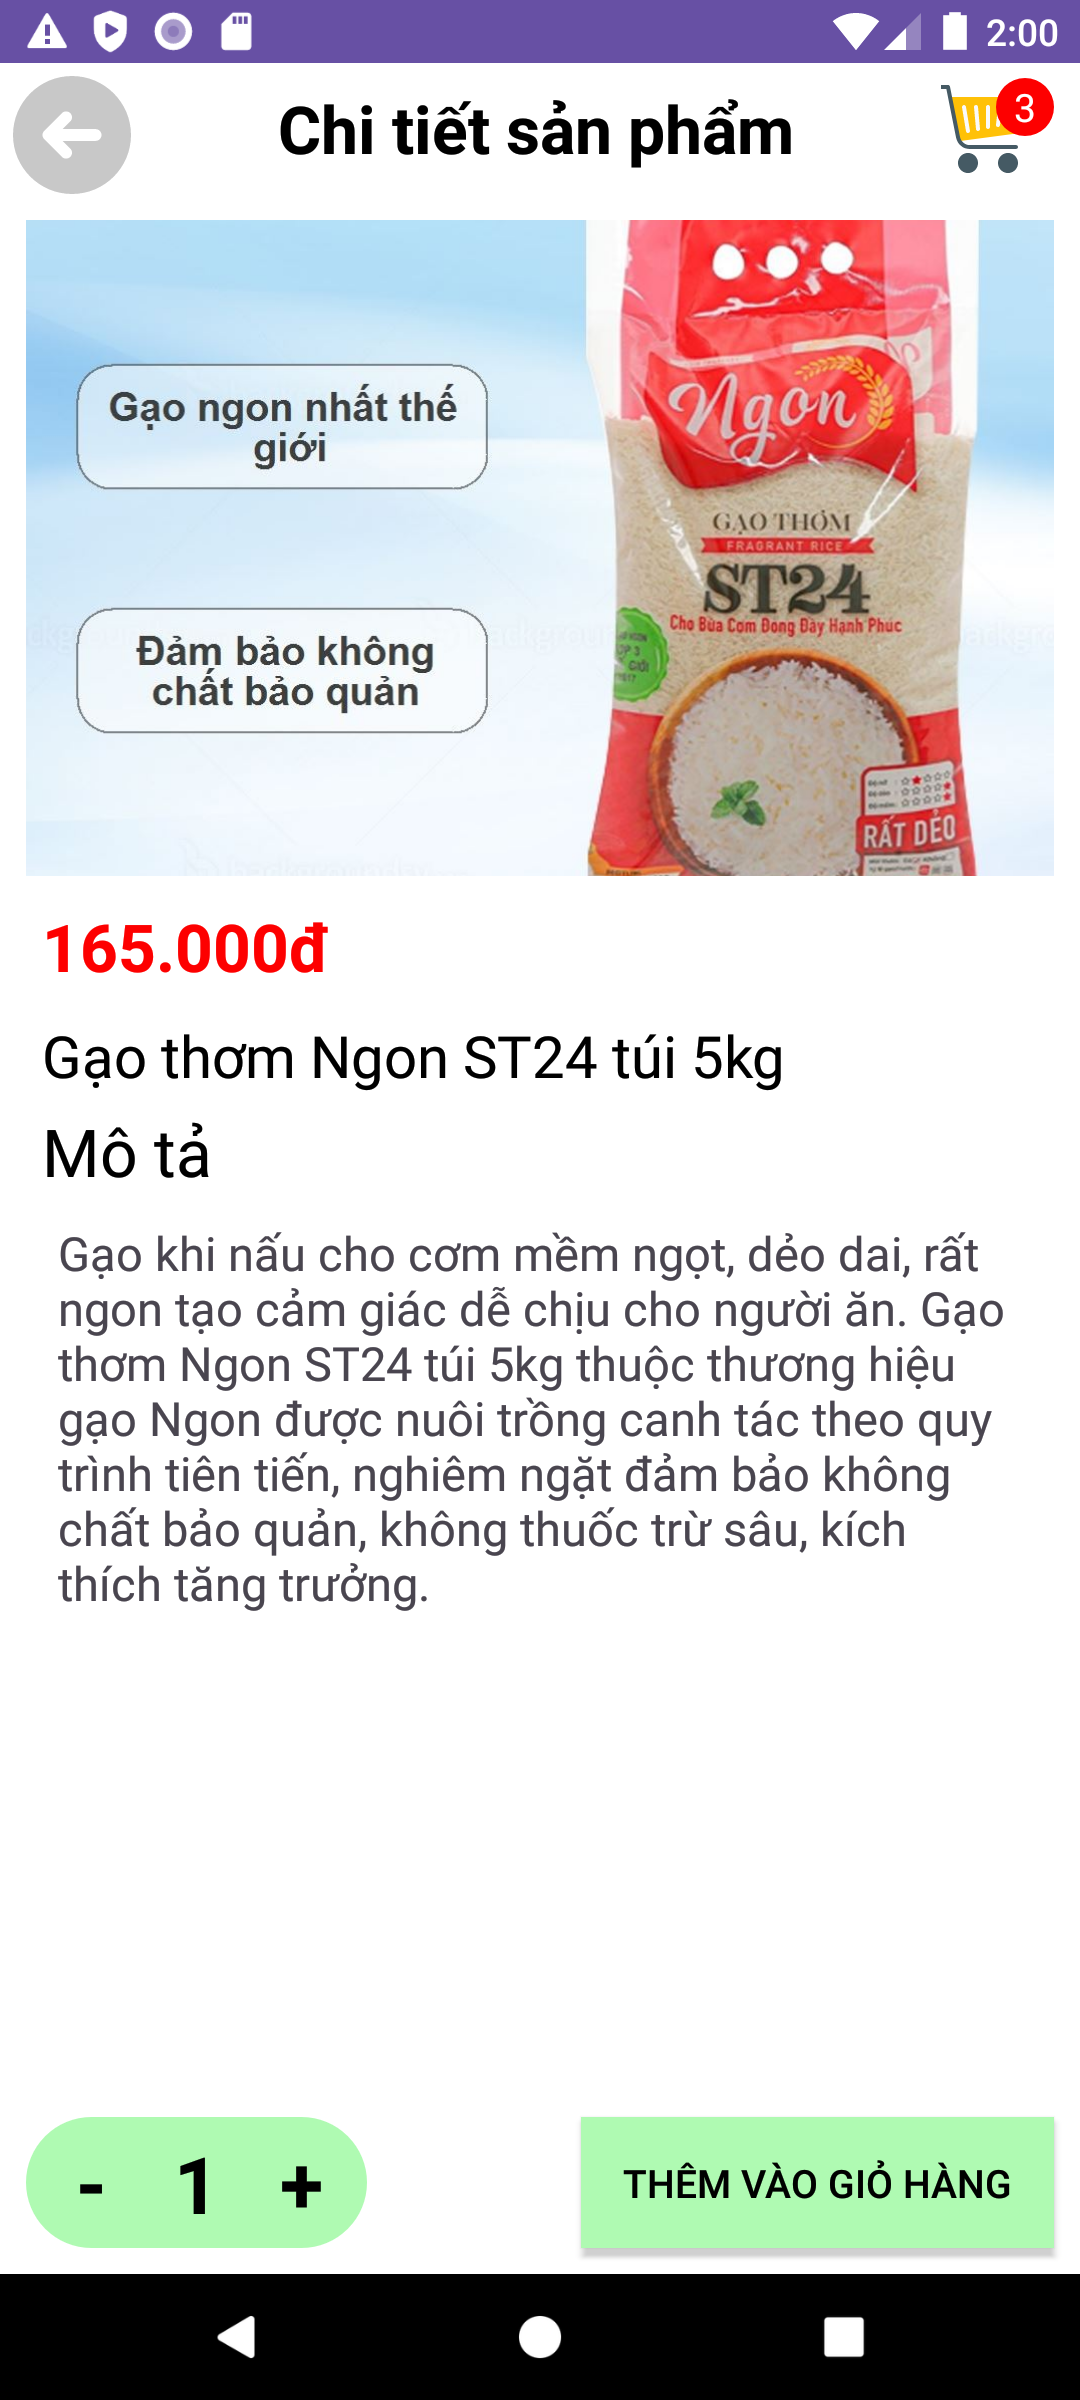 2:00
Chi tiết sản phẩm
3
Gạo ngon nhất thế
giới
Đảm bảo không
chất bảo quản
Ngon
GẠO THƠM
FRAGRANT RICE
ST24
Cho Bữa Cơm Đong Đầy Hạnh Phúc
RẤT DẺO
165.000đ
Gạo thơm Ngon ST24 túi 5kg
Mô tả
Gạo khi nấu cho cơm mềm ngọt, dẻo dai, rất
ngon tạo cảm giác dễ chịu cho người ăn. Gạo
thơm Ngon ST24 túi 5kg thuộc thương hiệu
gạo Ngon được nuôi trồng canh tác theo quy
trình tiên tiến, nghiêm ngặt đảm bảo không
chất bảo quản, không thuốc trừ sâu, kích
thích tăng trưởng.
- 1 +
THÊM VÀO GIỎ HÀNG